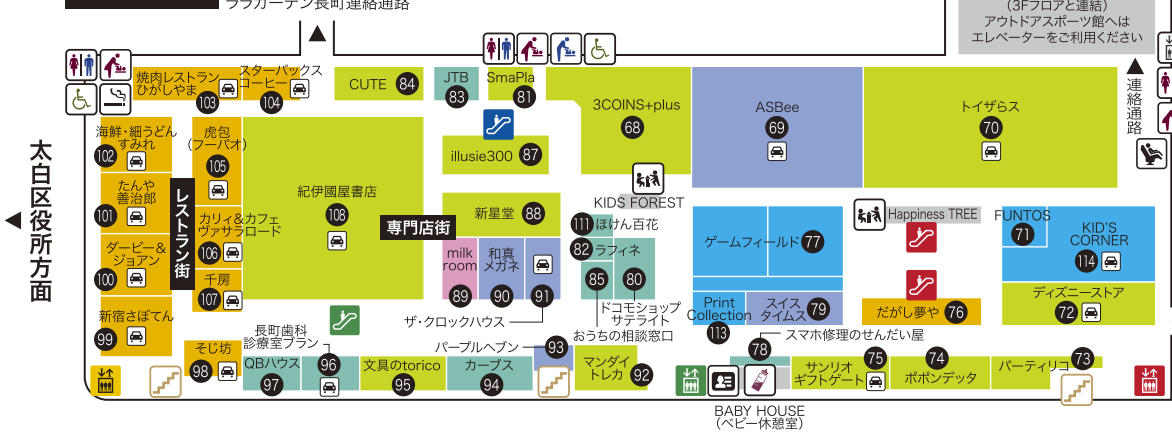 ララガーデン長町連絡通路
(3Fフロアと連結)
アウトドアスポーツ館へは
エレベーターをご利用ください
焼肉レストラン
ひがしやま
103
スターバックス
コーヒー
104
CUTE 84
JTB
83
SmaPla
81
3COINS+plus
68
ASBee
69
トイザらス
70
連絡通路
海鮮・細うどん
すみれ
102
虎包
(フーバオ)
105
illusie300 87
太白区役所方面
たんや
善治郎
101
レストラン街
カリィ&カフェ
ヴァサラロード
106
紀伊國屋書店
108
専門店街
新星堂 88
KIDS FOREST
111 ほけん百花
82 ラフィネ
ゲームフィールド 77
Happiness TREE
FUNTOS
71
KID'S
CORNER
114
ダービー&
ジョアン
100
千房
107
milk
room
89
和真
メガネ
90
91
85
80
ドコモショップ
サテライト
おうちの相談窓口
Print
Collection
113
スイス
タイムス 79
だがし夢や 76
ディズニーストア
72
新宿さぼてん
99
ザ・クロックハウス
長町歯科
診療室プラン
96
そじ坊
98
QBハウス
97
文具のtorico
95
パープルヘブン 93
カーブス
94
マンダイ
トレカ 92
78 スマホ修理のせんだい屋
サンリオ
ギフトゲート
75
74
ポポンデッタ
パーティリコ 73
BABY HOUSE
(ベビー休憩室)